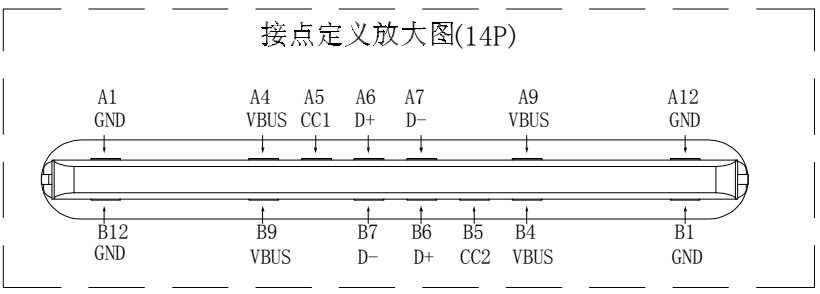 接点定义放大图(14P)
A1 A4 A5 A6 A7 A9 A12
GND VBUS CC1 D+ D- VBUS GND
B12 B9 B7 B6 B5 B4 B1
GND VBUS D- D+ CC2 VBUS GND